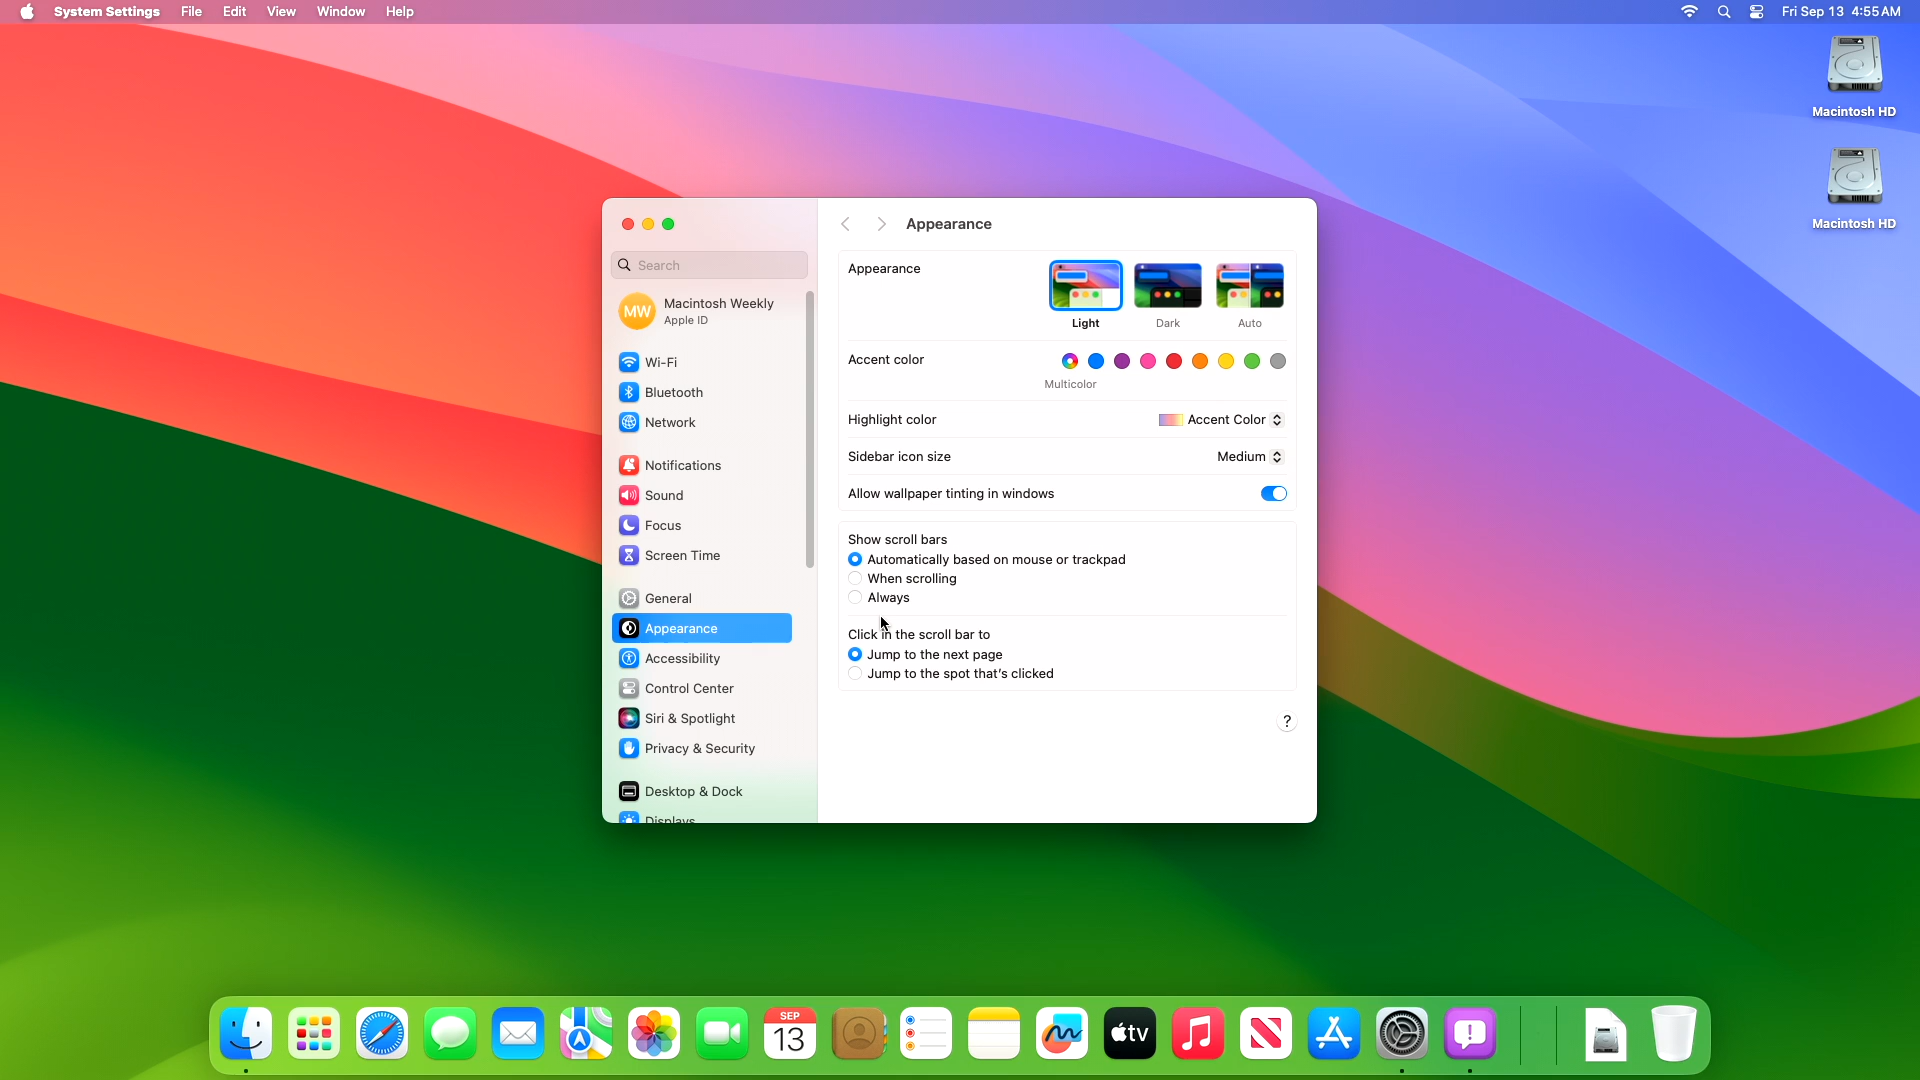 System Settings File Edit View Window Help
Fri Sep 13 4:55 AM
Macintosh HD
Macintosh HD
Search
MW
Macintosh Weekly
Apple ID
Wi-Fi
Bluetooth
Network
Notifications
Sound
Focus
Screen Time
General
Appearance
Accessibility
Control Center
Siri & Spotlight
Privacy & Security
Desktop & Dock
Displays
Appearance
Appearance
Light Dark Auto
Accent color
Multicolor
Highlight color Accent Color
Sidebar icon size Medium
Allow wallpaper tinting in windows
Show scroll bars
Automatically based on mouse or trackpad
When scrolling
Always
Click in the scroll bar to
Jump to the next page
Jump to the spot that's clicked
?
SEP
13
tv